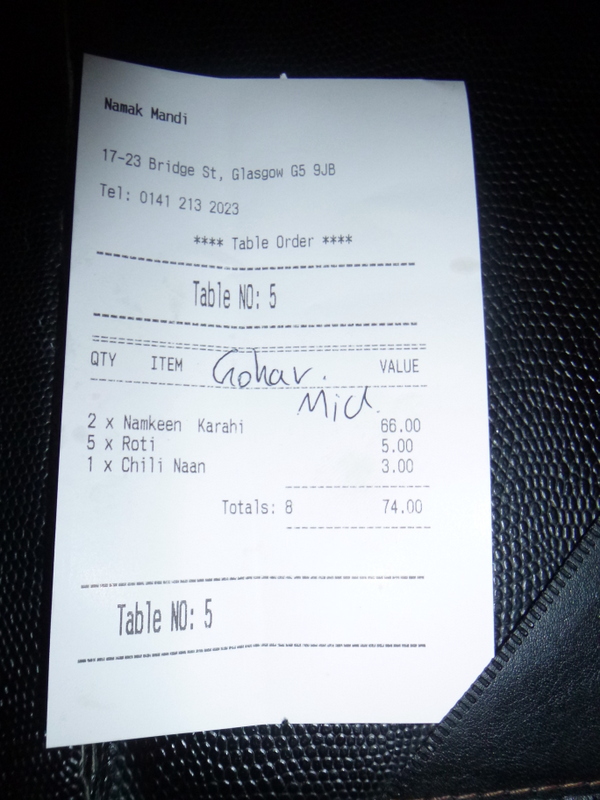 Namak Mandi
17-23 Bridge St, Glasgow G5 9JB
Tel: 0141 213 2023
**** Table Order ****
Table NO: 5
QTY ITEM Gohar. VALUE
2 x Namkeen Karahi 66.00
5 x Roti 5.00
1 x Chili Naan 3.00
Totals: 8 74.00
Table NO: 5